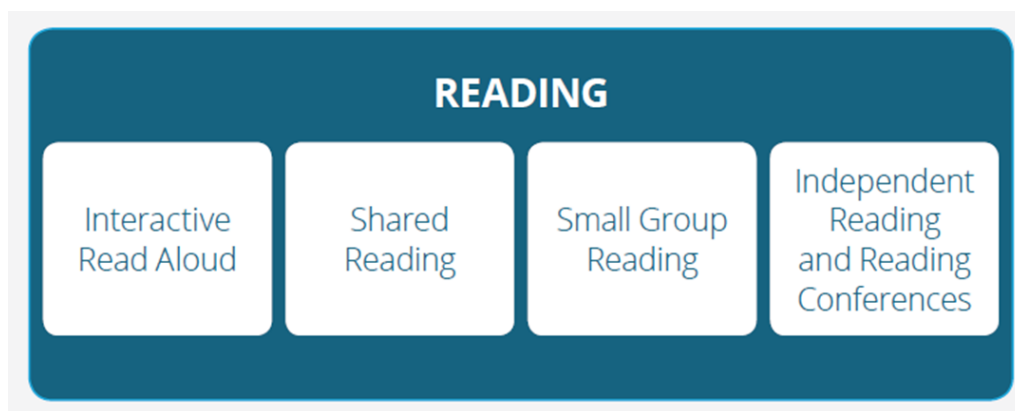 READING
Interactive
Read Aloud
Shared
Reading
Small Group
Reading
Independent
Reading
and Reading
Conferences